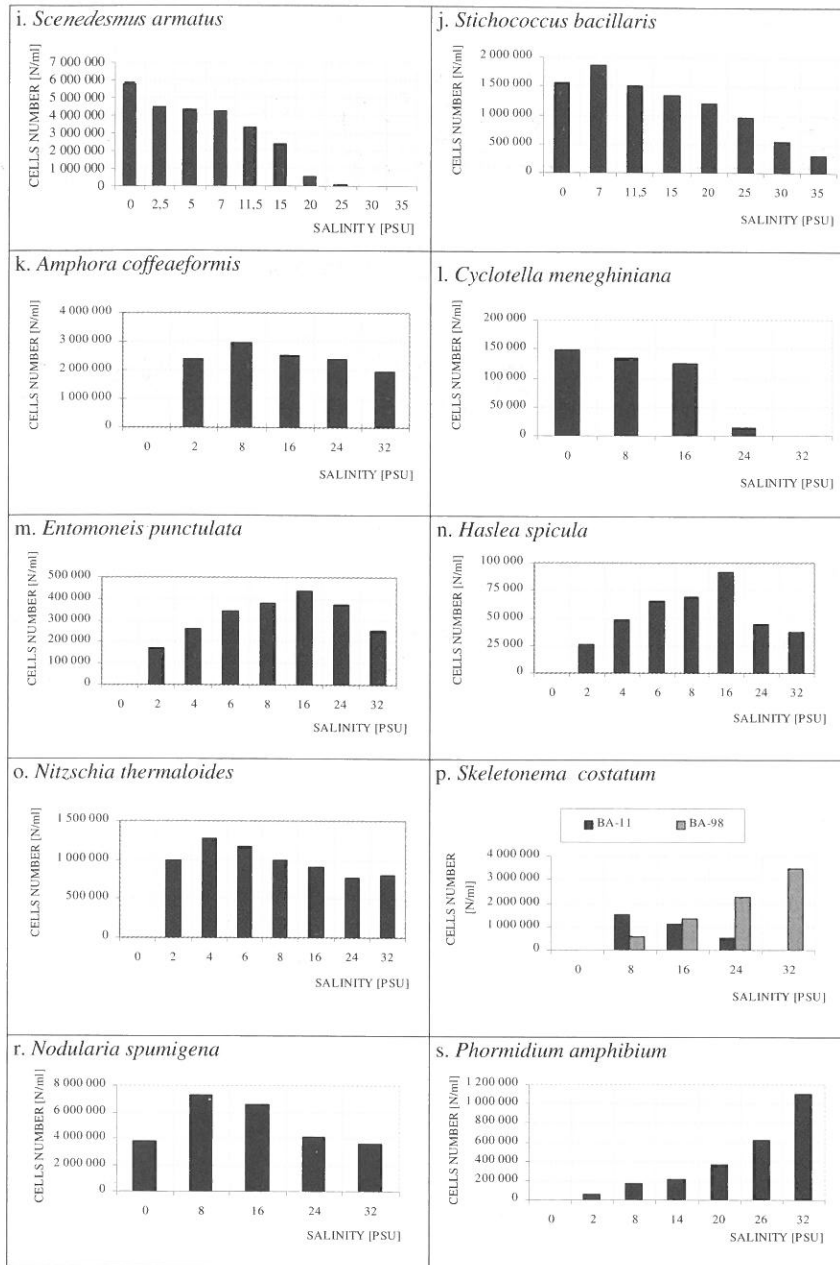 i. Scenedesmus armatus
CELLS NUMBER [N/ml]
7 000 000
6 000 000
5 000 000
4 000 000
3 000 000
2 000 000
1 000 000
0
0 2,5 5 7 11,5 15 20 25 30 35
SALINITY [PSU]
j. Stichococcus bacillaris
CELLS NUMBER [N/ml]
2 000 000
1 500 000
1 000 000
500 000
0
0 7 11,5 15 20 25 30 35
SALINITY [PSU]
k. Amphora coffeaeformis
CELLS NUMBER [N/ml]
4 000 000
3 000 000
2 000 000
1 000 000
0
0 2 8 16 24 32
SALINITY [PSU]
l. Cyclotella meneghiniana
CELLS NUMBER [N/ml]
200 000
150 000
100 000
50 000
0
0 8 16 24 32
SALINITY [PSU]
m. Entomoneis punctulata
CELLS NUMBER [N/ml]
500 000
400 000
300 000
200 000
100 000
0
0 2 4 6 8 16 24 32
SALINITY [PSU]
n. Haslea spicula
CELLS NUMBER [N/ml]
100 000
75 000
50 000
25 000
0
0 2 4 6 8 16 24 32
SALINITY [PSU]
o. Nitzschia thermaloides
CELLS NUMBER [N/ml]
1 500 000
1 000 000
500 000
0
0 2 4 6 8 16 24 32
SALINITY [PSU]
p. Skeletonema costatum
BA-11 BA-98
CELLS NUMBER
[N/ml]
4 000 000
3 000 000
2 000 000
1 000 000
0
0 8 16 24 32
SALINITY [PSU]
r. Nodularia spumigena
CELLS NUMBER [N/ml]
8 000 000
6 000 000
4 000 000
2 000 000
0
0 8 16 24 32
SALINITY [PSU]
s. Phormidium amphibium
CELLS NUMBER [N/ml]
1 200 000
1 000 000
800 000
600 000
400 000
200 000
0
0 2 8 14 20 26 32
SALINITY [PSU]